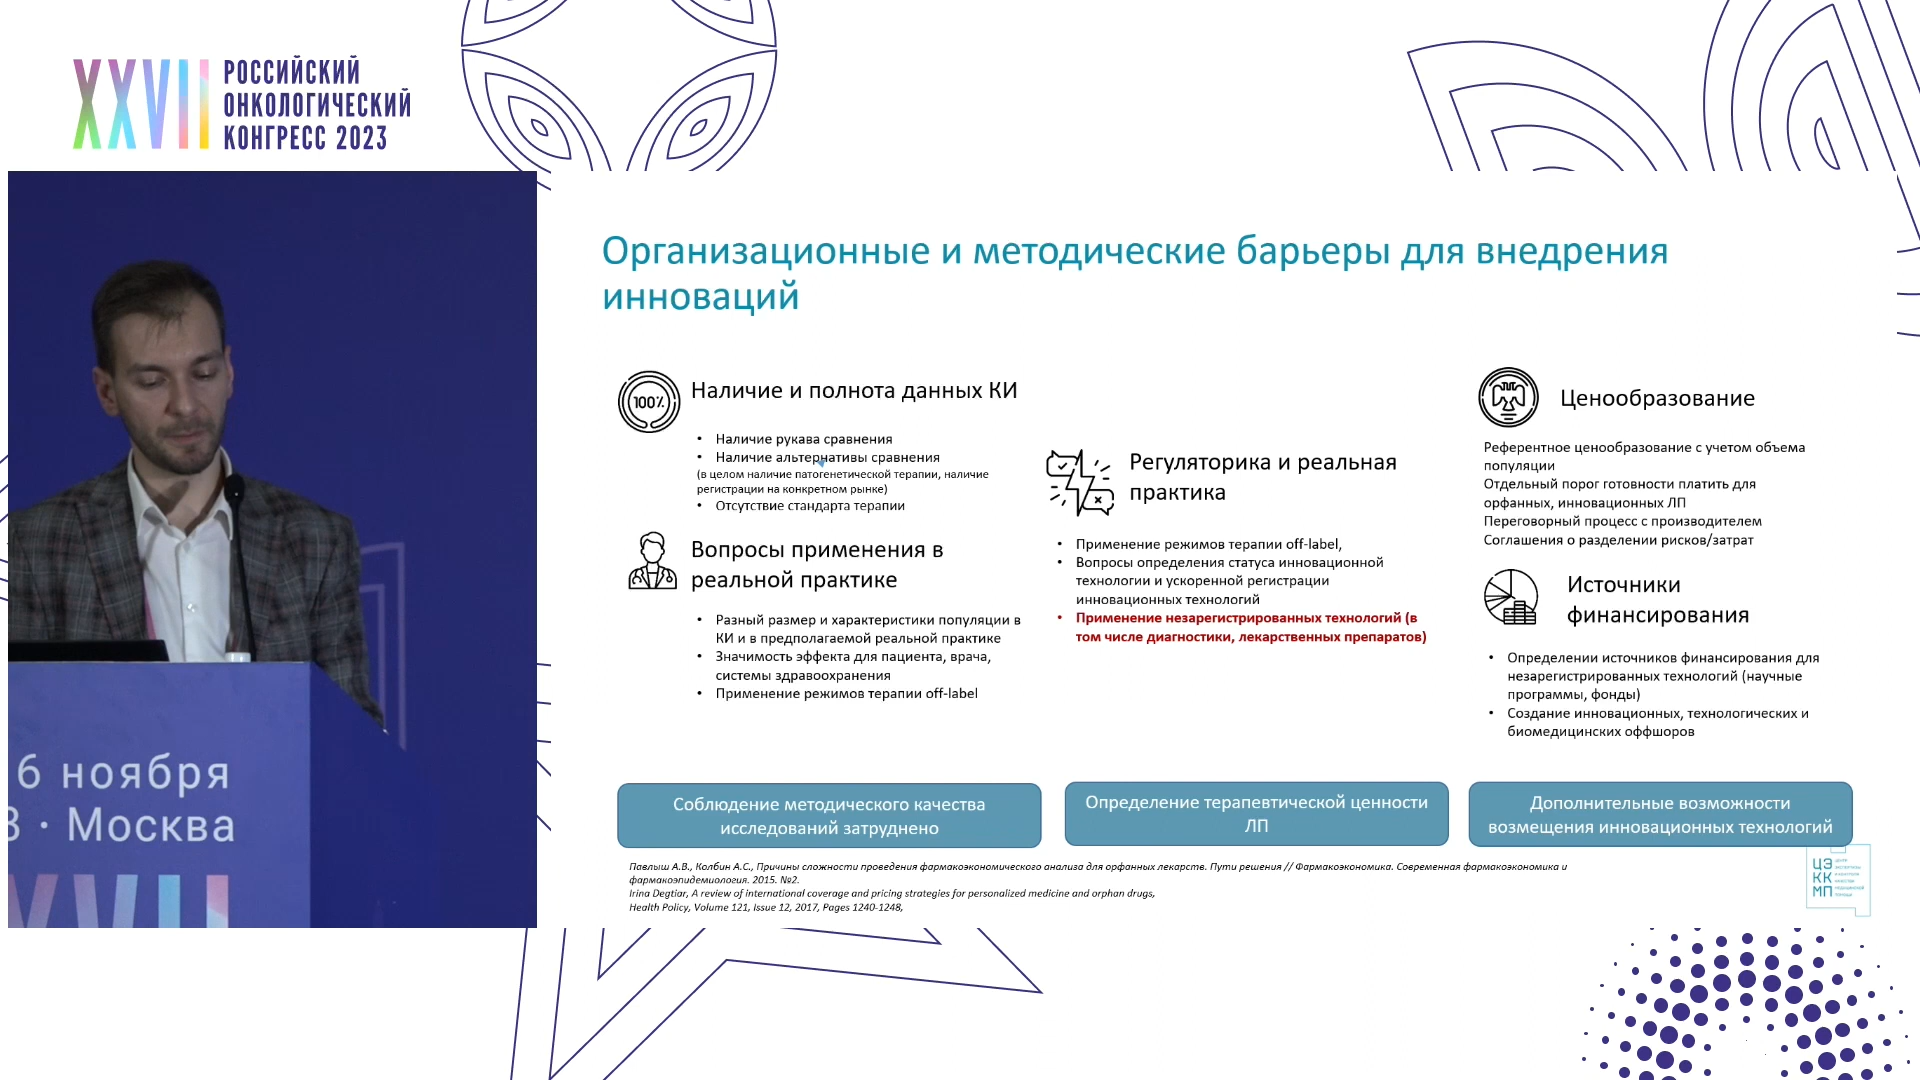 XXVII
РОССИЙСКИЙ
ОНКОЛОГИЧЕСКИЙ
КОНГРЕСС 2023
6 ноября
3 · Москва
Организационные и методические барьеры для внедрения
инноваций
100%
Наличие и полнота данных КИ
• Наличие рукава сравнения
• Наличие альтернативы сравнения
(в целом наличие патогенетической терапии, наличие
регистрации на конкретном рынке)
• Отсутствие стандарта терапии
Вопросы применения в
реальной практике
• Разный размер и характеристики популяции в
КИ и в предполагаемой реальной практике
• Значимость эффекта для пациента, врача,
системы здравоохранения
• Применение режимов терапии off-label
Регуляторика и реальная
практика
• Применение режимов терапии off-label,
• Вопросы определения статуса инновационной
технологии и ускоренной регистрации
инновационных технологий
• Применение незарегистрированных технологий (в
том числе диагностики, лекарственных препаратов)
Ценообразование
Референтное ценообразование с учетом объема
популяции
Отдельный порог готовности платить для
орфанных, инновационных ЛП
Переговорный процесс с производителем
Соглашения о разделении рисков/затрат
Источники
финансирования
• Определении источников финансирования для
незарегистрированных технологий (научные
программы, фонды)
• Создание инновационных, технологических и
биомедицинских оффшоров
Соблюдение методического качества
исследований затруднено
Определение терапевтической ценности
ЛП
Дополнительные возможности
возмещения инновационных технологий
Павлыш А.В., Колбин А.С., Причины сложности проведения фармакоэкономического анализа для орфанных лекарств. Пути решения // Фармакоэкономика. Современная фармакоэкономика и
фармакоэпидемиология. 2015. №2.
Irina Degtiar, A review of international coverage and pricing strategies for personalized medicine and orphan drugs,
Health Policy, Volume 121, Issue 12, 2017, Pages 1240-1248,
ЦЭ
КК
МП